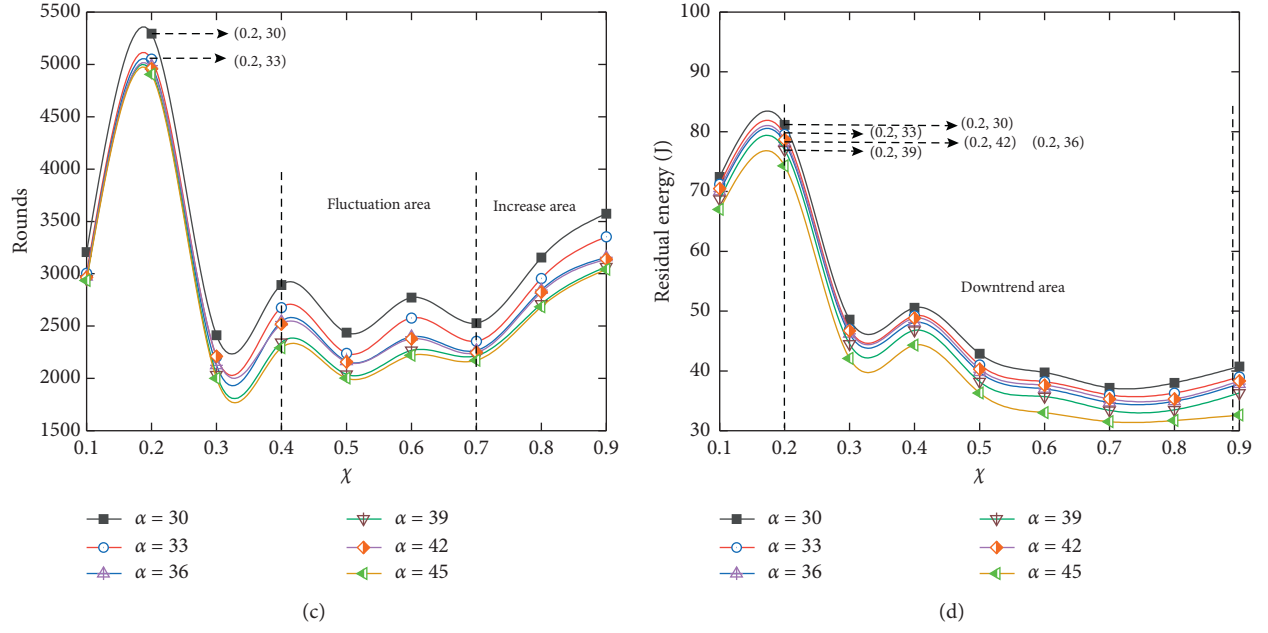 5500
5000
4500
4000
3500
3000
2500
2000
1500
Rounds
(0.2, 30)
(0.2, 33)
Fluctuation area
Increase area
0.1 0.2 0.3 0.4 0.5 0.6 0.7 0.8 0.9
χ
α = 30
α = 33
α = 36
α = 39
α = 42
α = 45
(c)
100
90
80
70
60
50
40
30
Residual energy (J)
(0.2, 30)
(0.2, 33)
(0.2, 42) (0.2, 36)
(0.2, 39)
Downtrend area
0.1 0.2 0.3 0.4 0.5 0.6 0.7 0.8 0.9
χ
α = 30
α = 33
α = 36
α = 39
α = 42
α = 45
(d)